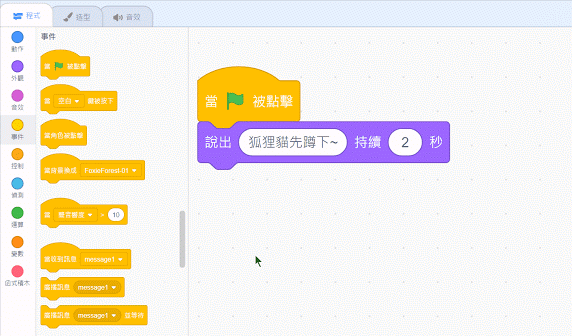 程式
造型
音效
事件
動作
外觀
音效
事件
控制
偵測
運算
變數
函式積木
當 被點擊
當 空白 鍵被按下
當角色被點擊
當背景換成 FoxieForest-01
當 聲音響度 > 10
當收到訊息 message1
廣播訊息 message1
廣播訊息 message1 並等待
當 被點擊
說出 狐狸貓先蹲下~ 持續 2 秒